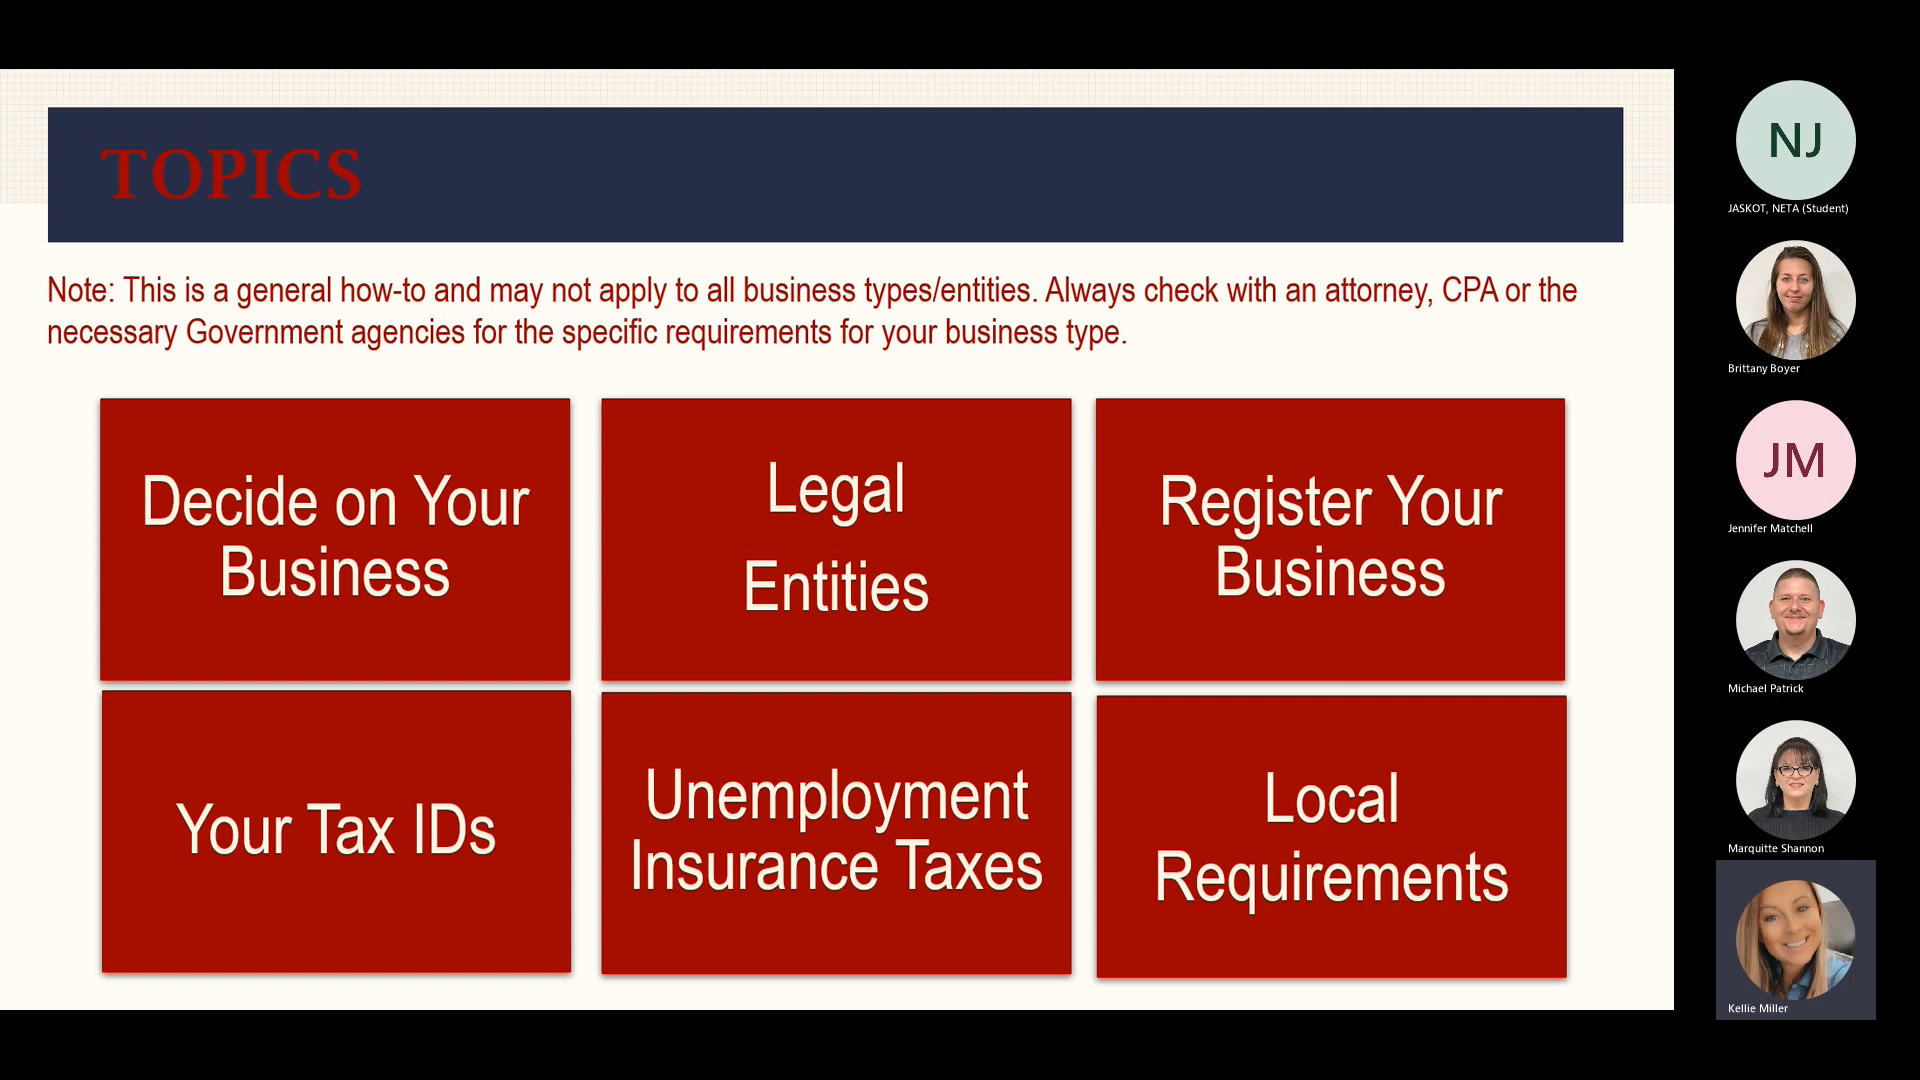 TOPICS
Note: This is a general how-to and may not apply to all business types/entities. Always check with an attorney, CPA or the
necessary Government agencies for the specific requirements for your business type.
Decide on Your
Business
Legal
Entities
Register Your
Business
Your Tax IDs
Unemployment
Insurance Taxes
Local
Requirements
NJ
JASKOT, NETA (Student)
Brittany Boyer
JM
Jennifer Matchell
Michael Patrick
Marquitte Shannon
Kellie Miller